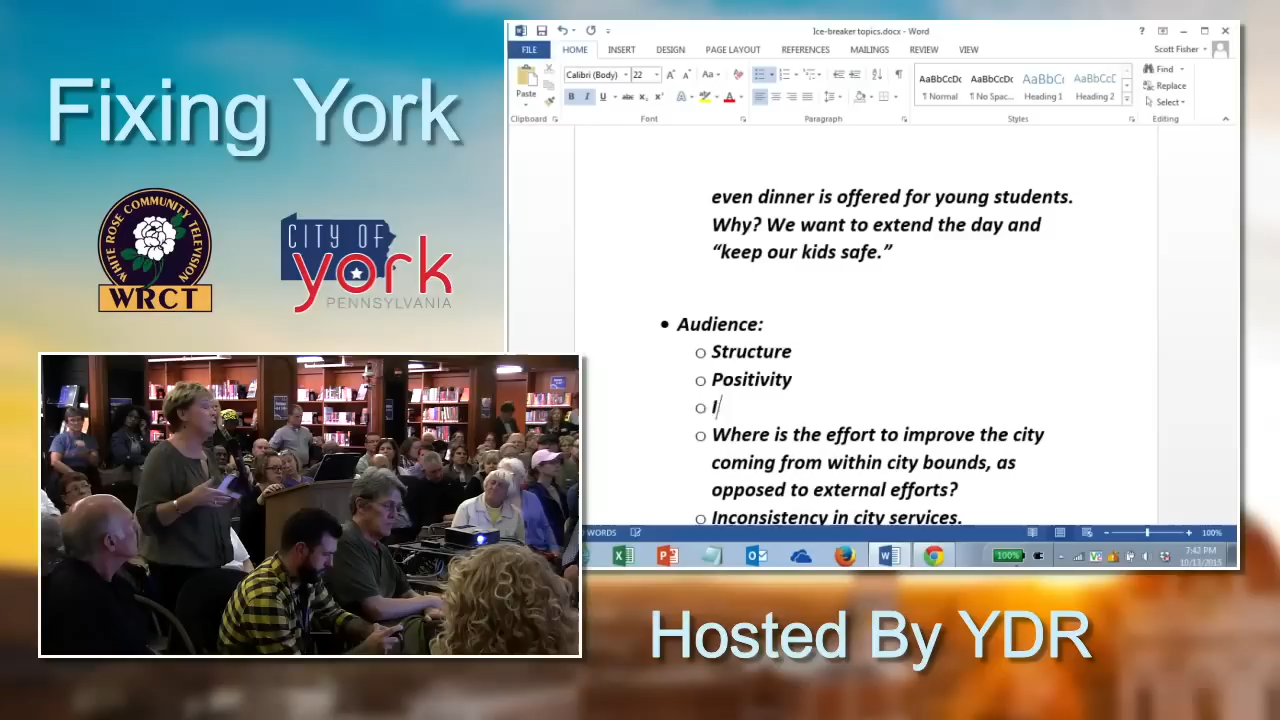 Fixing York
WHITE ROSE COMMUNITY TELEVISION
WRCT
CITY OF
york
PENNSYLVANIA
Ice-breaker topics.docx - Word
FILE HOME INSERT DESIGN PAGE LAYOUT REFERENCES MAILINGS REVIEW VIEW
Scott Fisher
Paste
Calibri (Body) 22
AaBbCcDc AaBbCcDc AaBbC AaBbCcD
¶ Normal ¶ No Spac... Heading 1 Heading 2
Find
Replace
Select
Clipboard Font Paragraph Styles Editing
even dinner is offered for young students.
Why? We want to extend the day and
“keep our kids safe.”
• Audience:
o Structure
o Positivity
o I
o Where is the effort to improve the city
coming from within city bounds, as
opposed to external efforts?
o Inconsistency in city services.
WORDS
100%
100%
7:42 PM
10/13/2015
Hosted By YDR